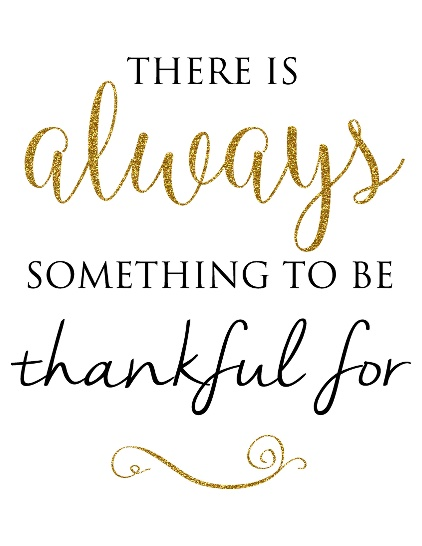 THERE IS
always
SOMETHING TO BE
thankful for